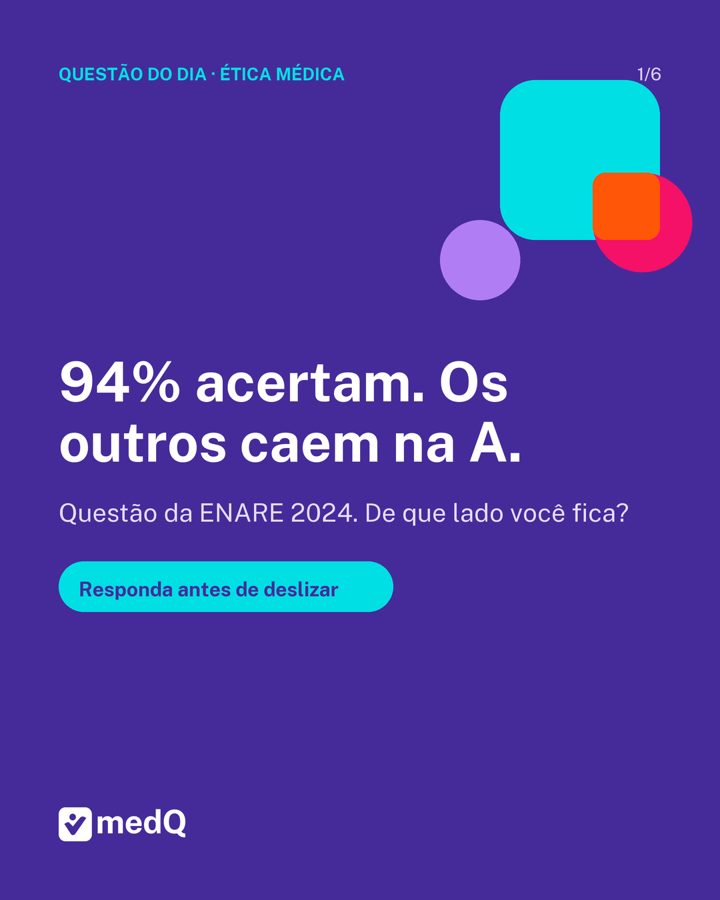 QUESTÃO DO DIA · ÉTICA MÉDICA
1/6
94% acertam. Os
outros caem na A.
Questão da ENARE 2024. De que lado você fica?
Responda antes de deslizar
medQ